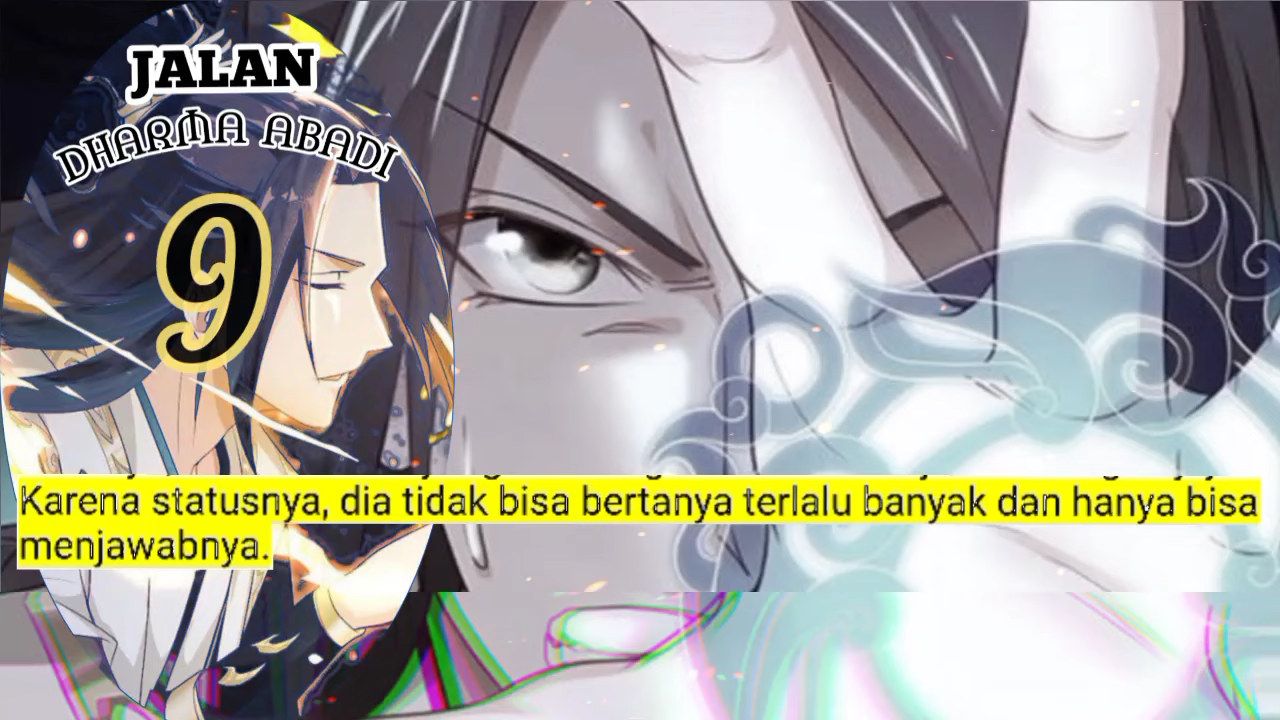 JALAN
DHARMA ABADI
9
Karena statusnya, dia tidak bisa bertanya terlalu banyak dan hanya bisa
menjawabnya.